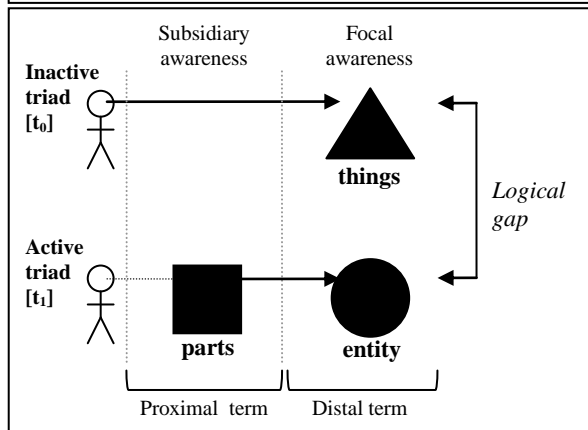 Subsidiary awareness
Focal awareness
Inactive
triad
[t₀]
things
Logical
gap
Active
triad
[t₁]
parts
entity
Proximal term
Distal term